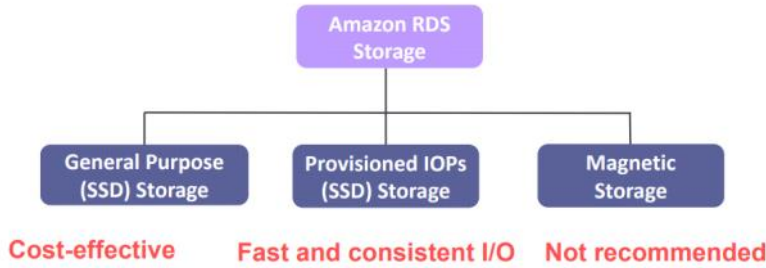 Amazon RDS
Storage
General Purpose
(SSD) Storage
Provisioned IOPs
(SSD) Storage
Magnetic
Storage
Cost-effective
Fast and consistent I/O
Not recommended